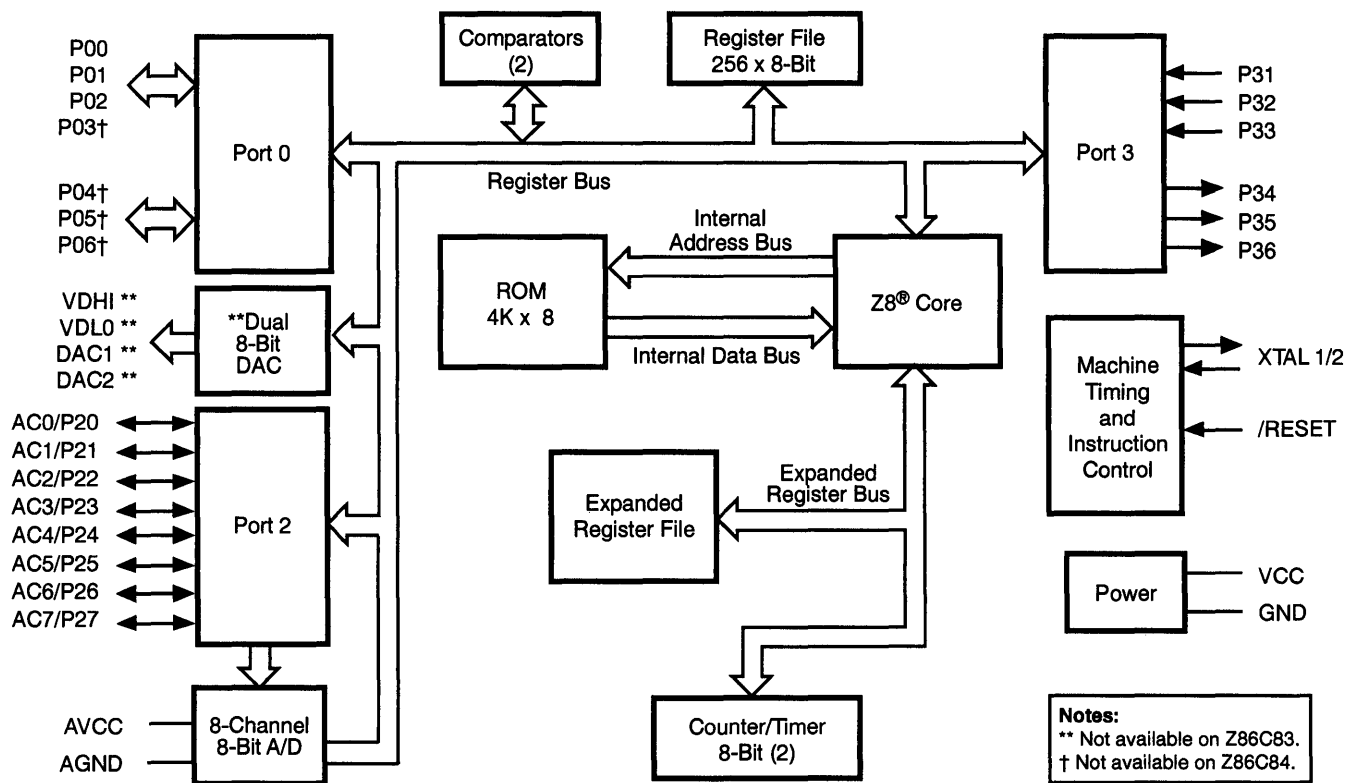 P00
P01
P02
P03†
P04†
P05†
P06†
Port 0
Comparators
(2)
Register File
256 x 8-Bit
Port 3
P31
P32
P33
P34
P35
P36
Register Bus
Internal
Address Bus
ROM
4K x 8
Z8® Core
Internal Data Bus
VDHI **
VDL0 **
DAC1 **
DAC2 **
**Dual
8-Bit
DAC
Machine
Timing
and
Instruction
Control
XTAL 1/2
/RESET
AC0/P20
AC1/P21
AC2/P22
AC3/P23
AC4/P24
AC5/P25
AC6/P26
AC7/P27
Port 2
Expanded
Register File
Expanded
Register Bus
Power
VCC
GND
AVCC
AGND
8-Channel
8-Bit A/D
Counter/Timer
8-Bit (2)
Notes:
** Not available on Z86C83.
† Not available on Z86C84.